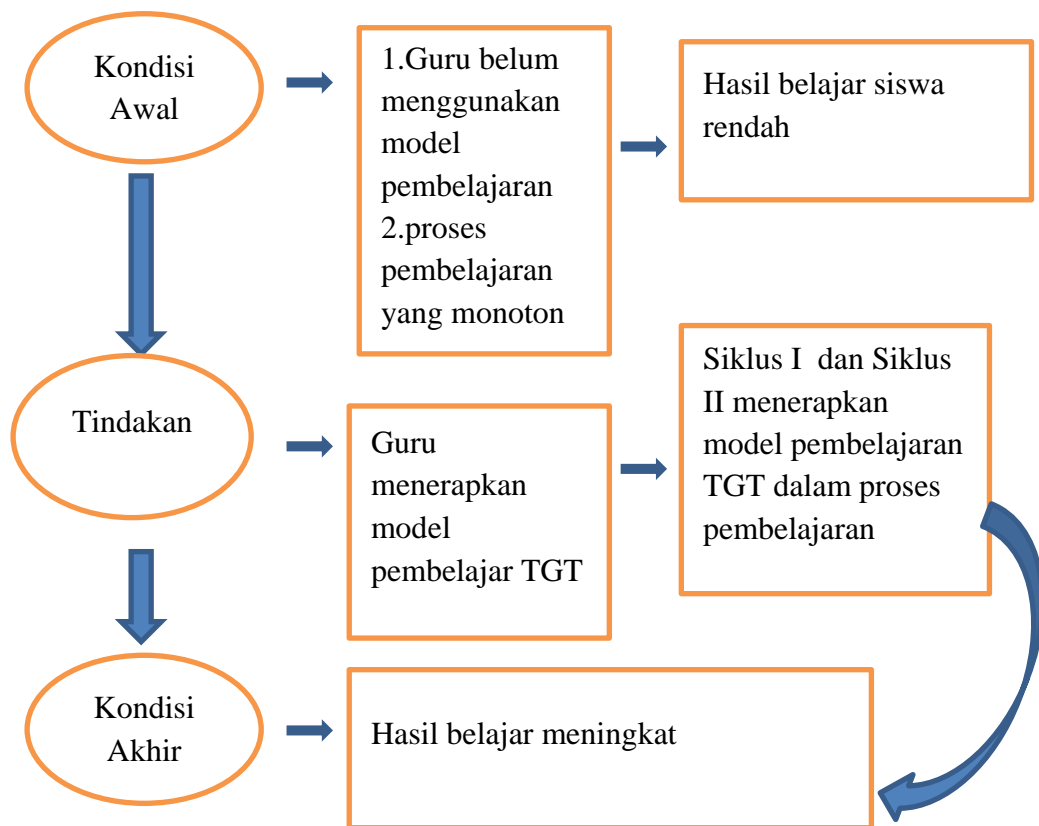 Kondisi
Awal
1.Guru belum
menggunakan
model
pembelajaran
2.proses
pembelajaran
yang monoton
Hasil belajar siswa
rendah
Tindakan
Guru
menerapkan
model
pembelajar TGT
Siklus I  dan Siklus
II menerapkan
model pembelajaran
TGT dalam proses
pembelajaran
Kondisi
Akhir
Hasil belajar meningkat